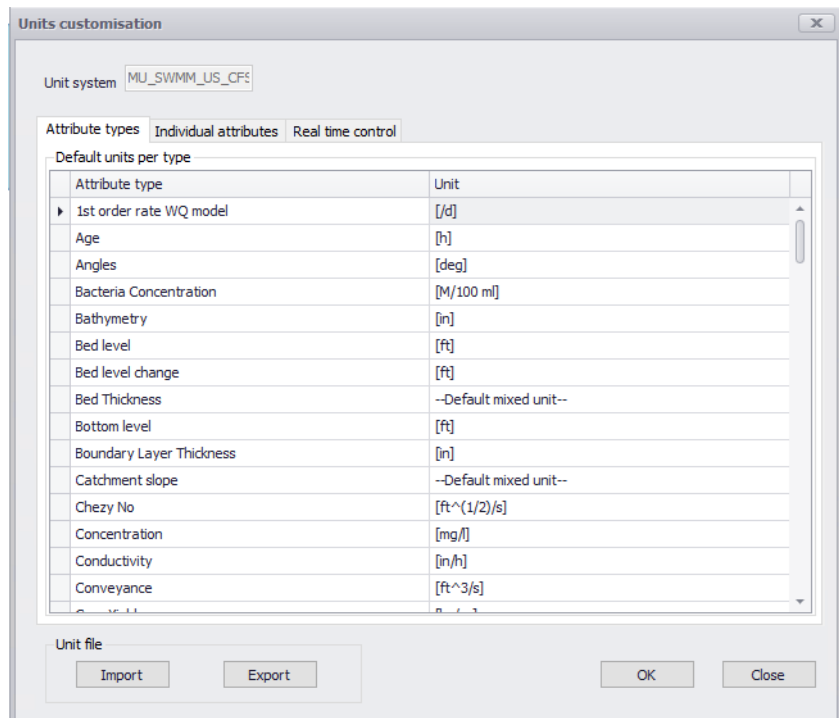 Units customisation
Unit system MU_SWMM_US_CFS
Attribute types Individual attributes Real time control
Default units per type
Attribute type Unit
1st order rate WQ model [/d]
Age [h]
Angles [deg]
Bacteria Concentration [M/100 ml]
Bathymetry [in]
Bed level [ft]
Bed level change [ft]
Bed Thickness --Default mixed unit--
Bottom level [ft]
Boundary Layer Thickness [in]
Catchment slope --Default mixed unit--
Chezy No [ft^(1/2)/s]
Concentration [mg/l]
Conductivity [in/h]
Conveyance [ft^3/s]
Unit file
Import Export OK Close